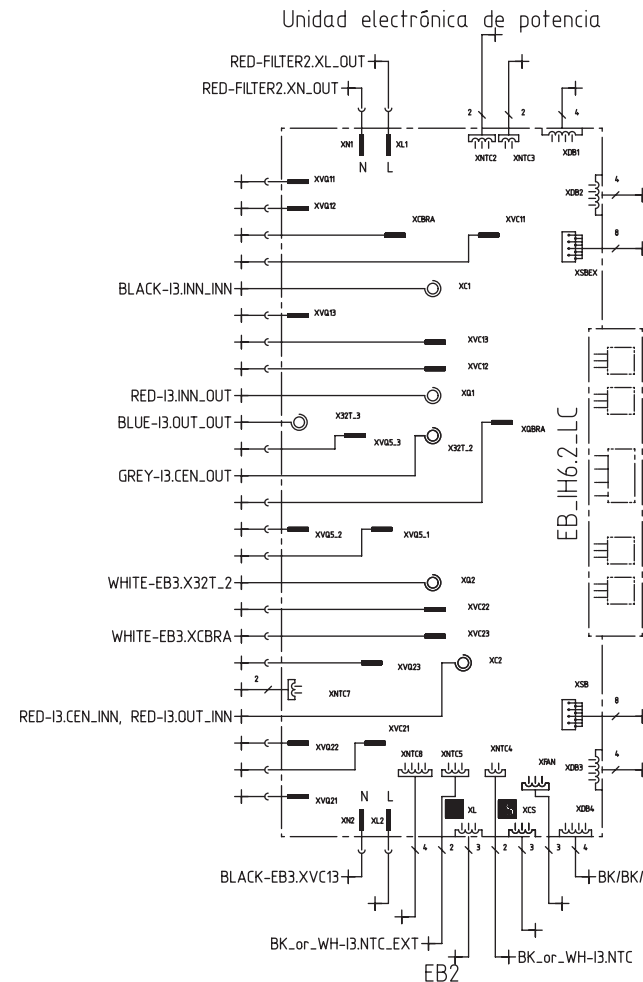 Unidad electrónica de potencia
RED-FILTER2.XL_OUT
RED-FILTER2.XN_OUT
2 2 4
XN1 XL1 XNTC2 XNTC3 XDB1
N L
XVQ11 XDB2 4
XVQ12
XCBRA XVC11 8
XSBEX
BLACK-I3.INN_INN XC1
XVQ13
XVC13
XVC12
RED-I3.INN_OUT XQ1
BLUE-I3.OUT_OUT X32T_3 XQBRA
XVQ5_3 X32T_2
GREY-I3.CEN_OUT
EB_IH6.2_LC
XVQ5_2 XVQ5_1
WHITE-EB3.X32T_2 XQ2
XVC22
WHITE-EB3.XCBRA XVC23
XVQ23 XC2
2 XNTC7 XSB
RED-I3.CEN_INN, RED-I3.OUT_INN 8
XVC21
XVQ22 XNTC8 XNTC5 XNTC4 XFAN XDB3 4
XVQ21 N L
XN2 XL2 XL XCS XDB4
4 2 3 2 3 3 4
BLACK-EB3.XVC13 BK/BK/
BK_or_WH-I3.NTC_EXT
BK_or_WH-I3.NTC
EB2